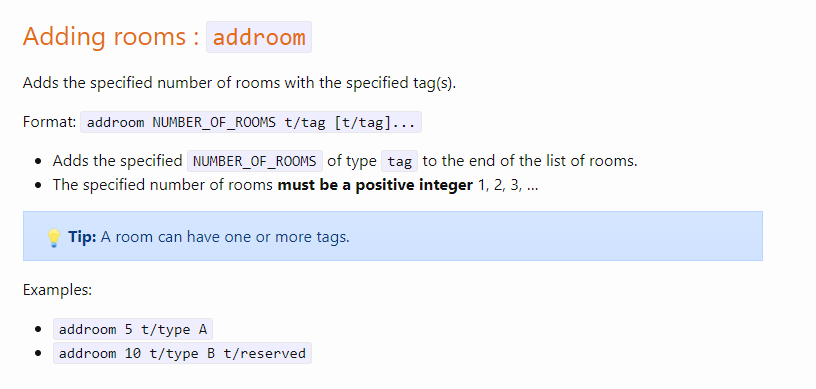 Adding rooms : addroom
Adds the specified number of rooms with the specified tag(s).
Format: addroom NUMBER_OF_ROOMS t/tag [t/tag]...
• Adds the specified NUMBER_OF_ROOMS of type tag to the end of the list of rooms.
• The specified number of rooms must be a positive integer 1, 2, 3, ...
💡 Tip: A room can have one or more tags.
Examples:
• addroom 5 t/type A
• addroom 10 t/type B t/reserved